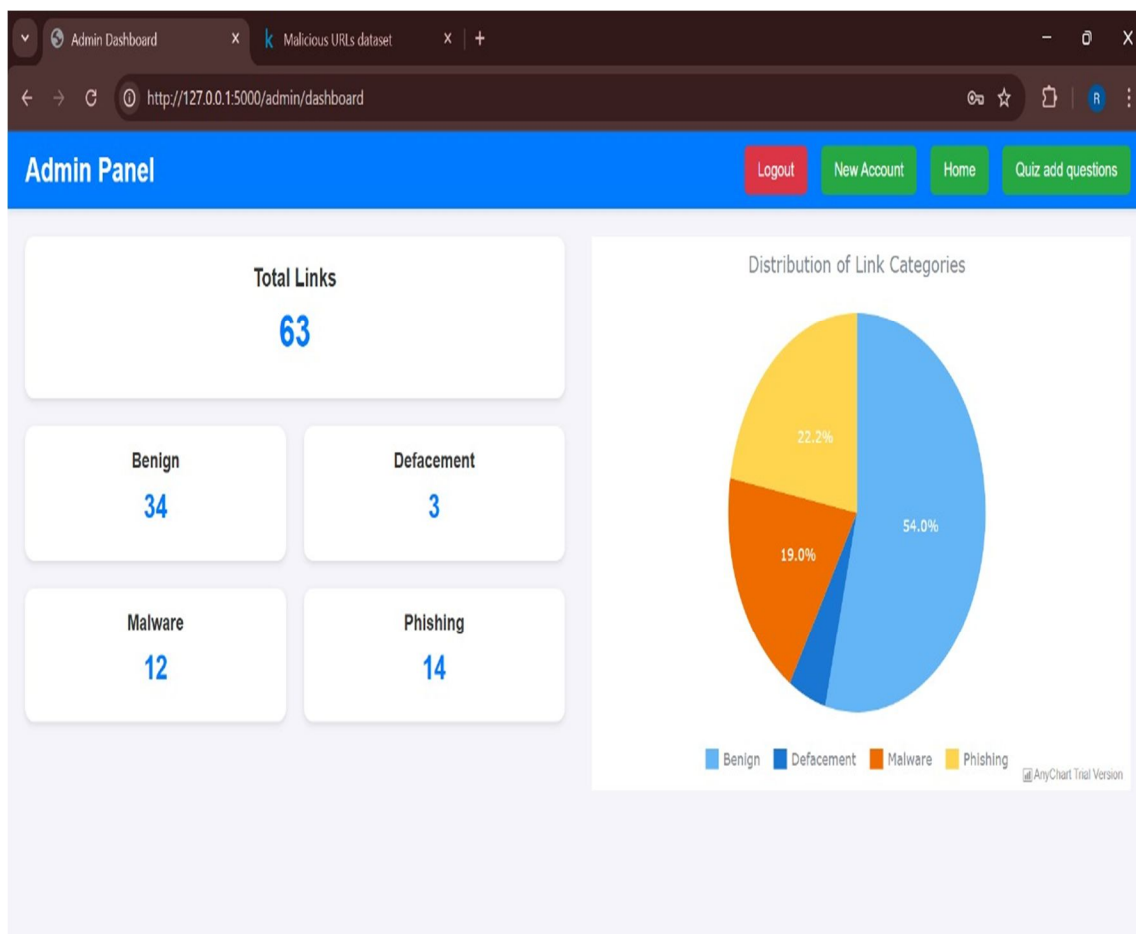 Admin Dashboard
Malicious URLs dataset
http://127.0.0.1:5000/admin/dashboard
R
Admin Panel
Logout
New Account
Home
Quiz add questions
Total Links
63
Benign
34
Defacement
3
Malware
12
Phishing
14
Distribution of Link Categories
22.2%
54.0%
19.0%
Benign Defacement Malware Phishing
AnyChart Trial Version